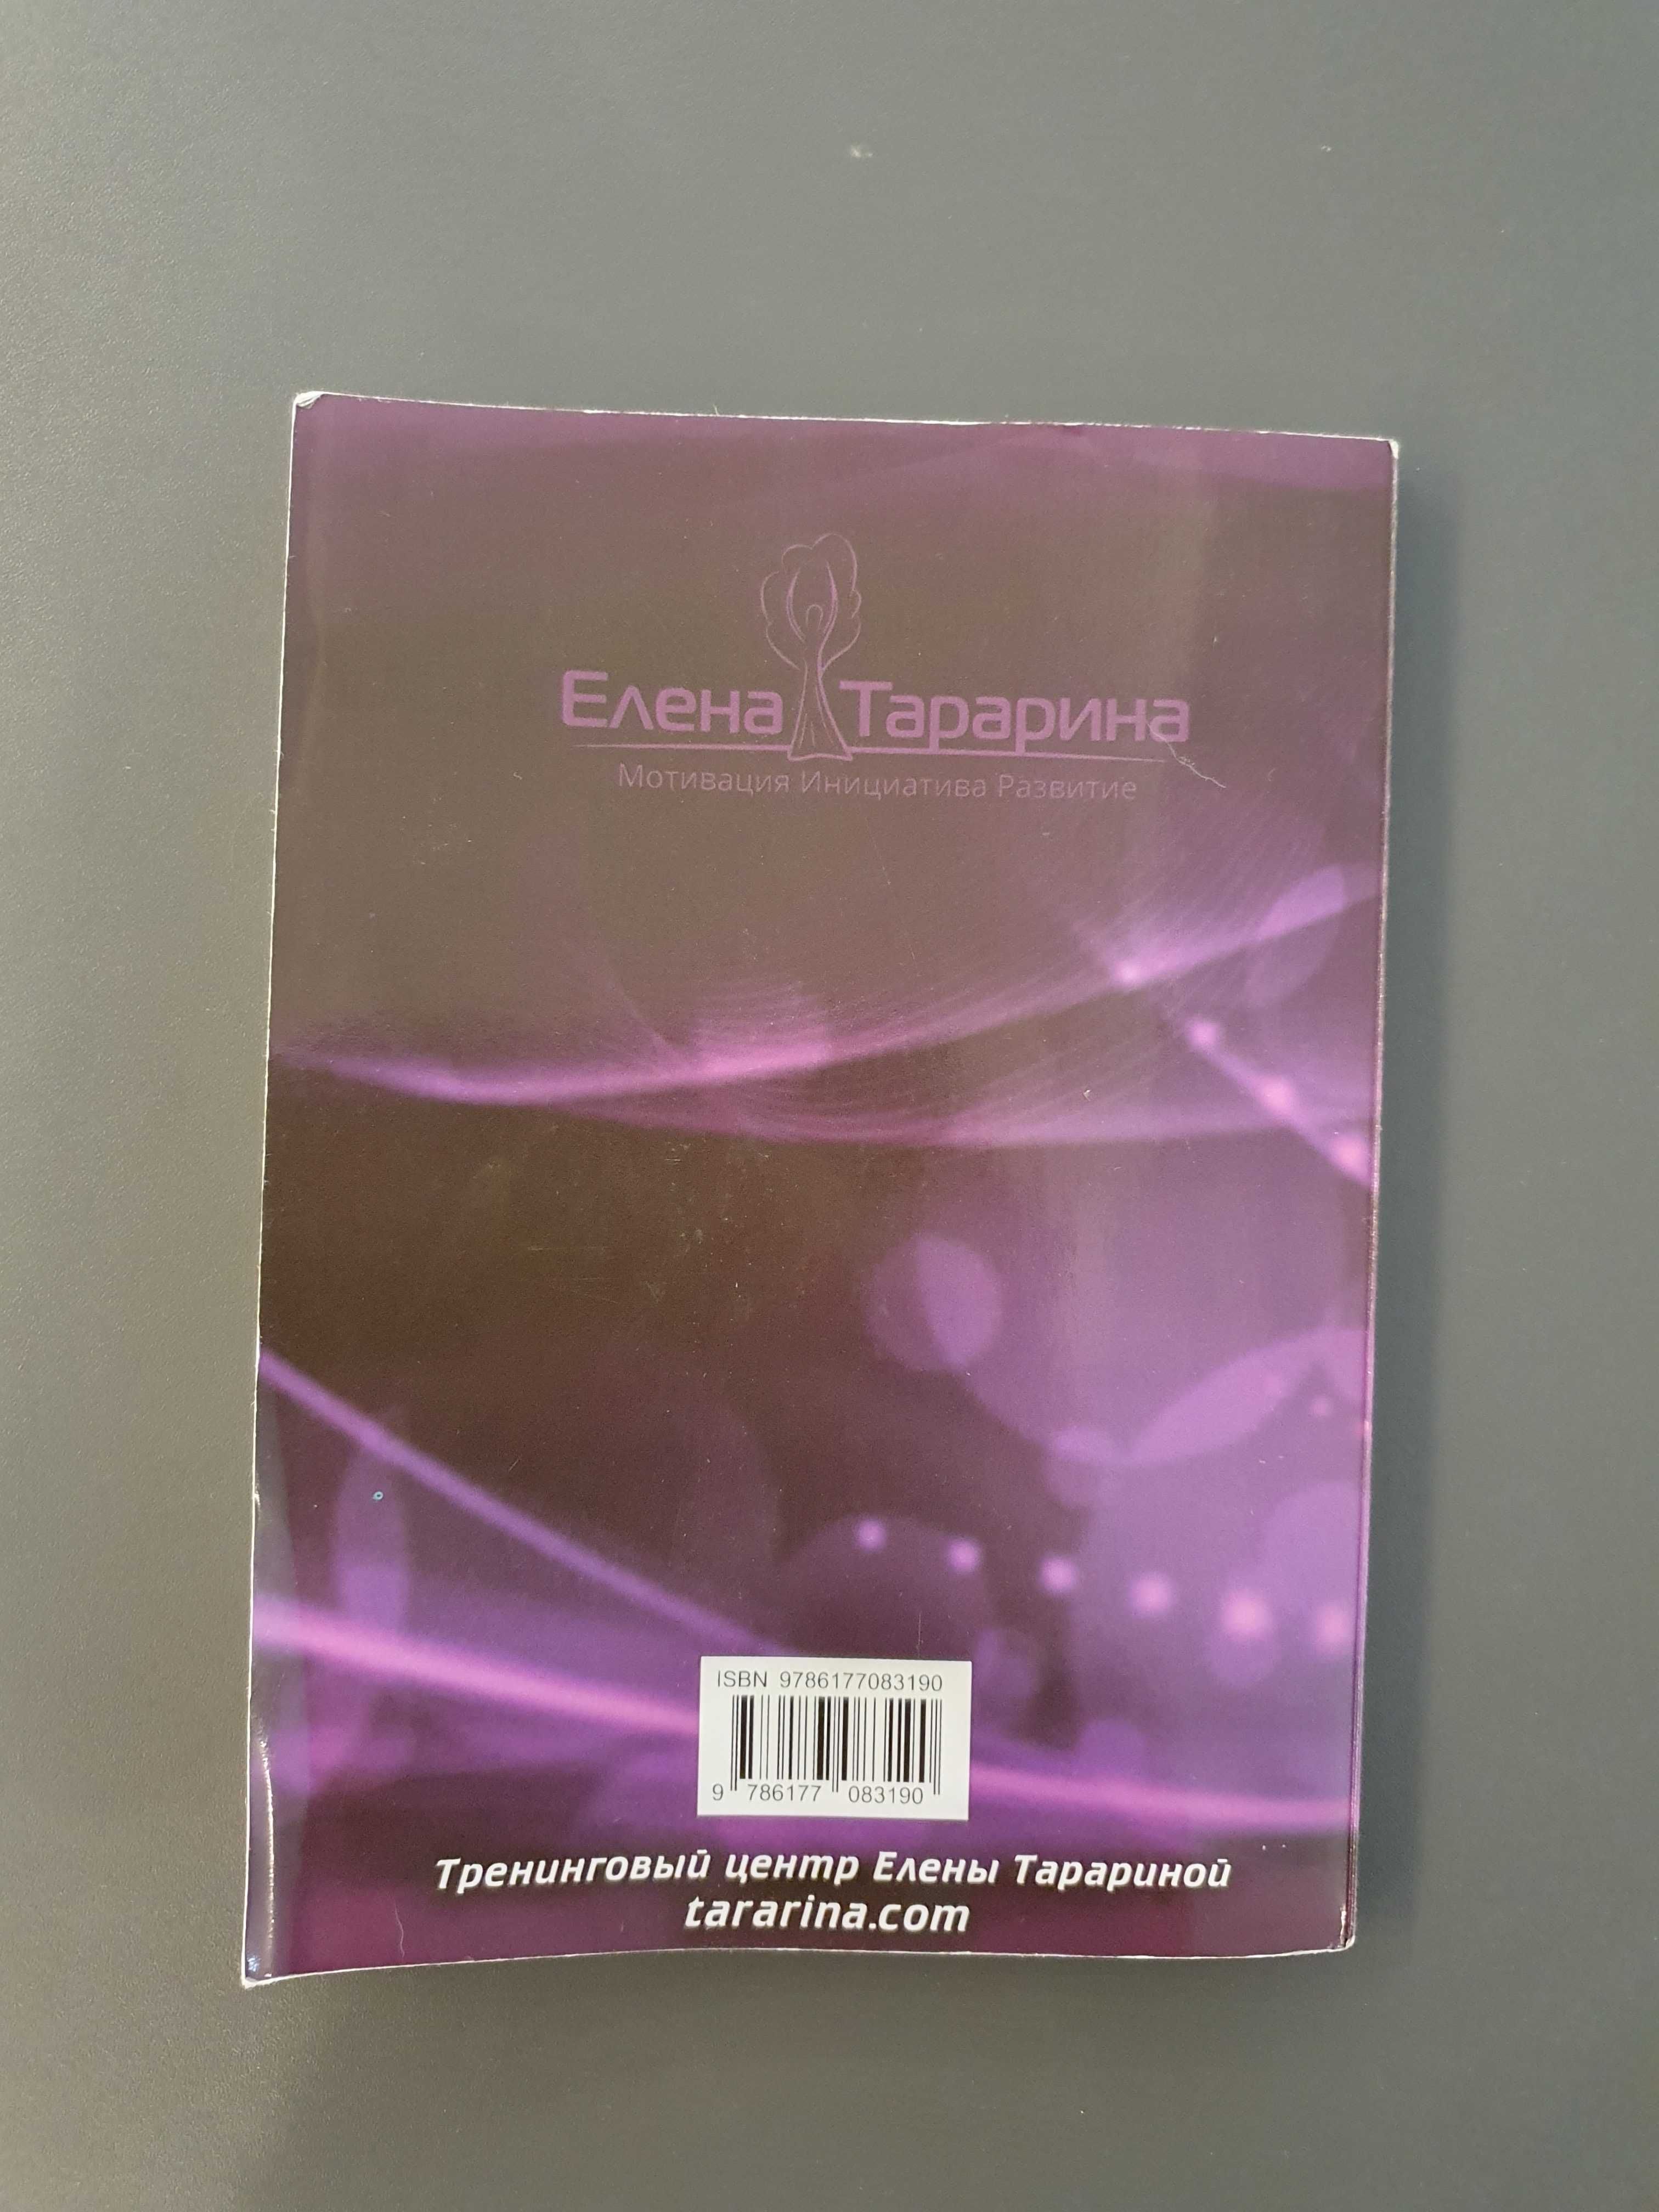 Елена Тарарина
Мотивация Инициатива Развитие
ISBN 9786177083190
9 786177 083190
Тренинговый центр Елены Тарариной
tararina.com